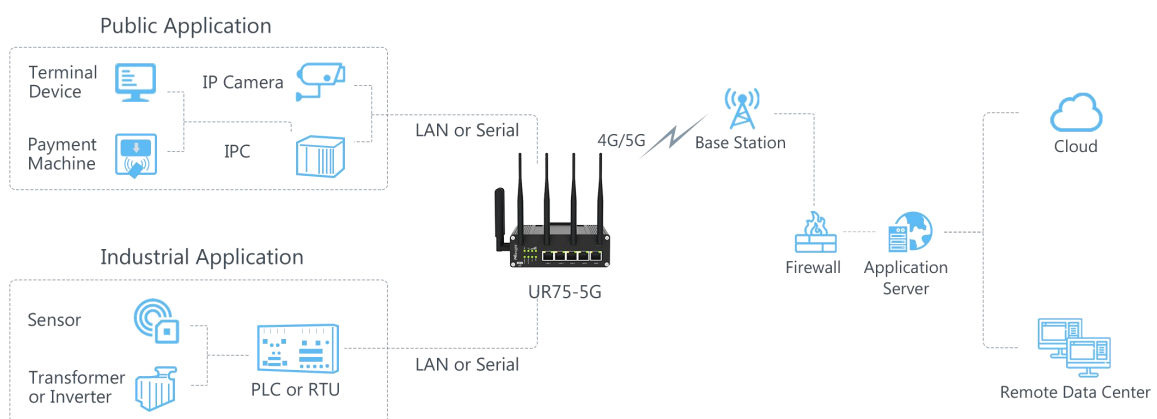 Public Application
Terminal
Device
IP Camera
Payment
Machine
IPC
LAN or Serial
4G/5G
Base Station
Cloud
UR75-5G
Firewall
Application
Server
Industrial Application
Sensor
Transformer
or Inverter
PLC or RTU
LAN or Serial
Remote Data Center